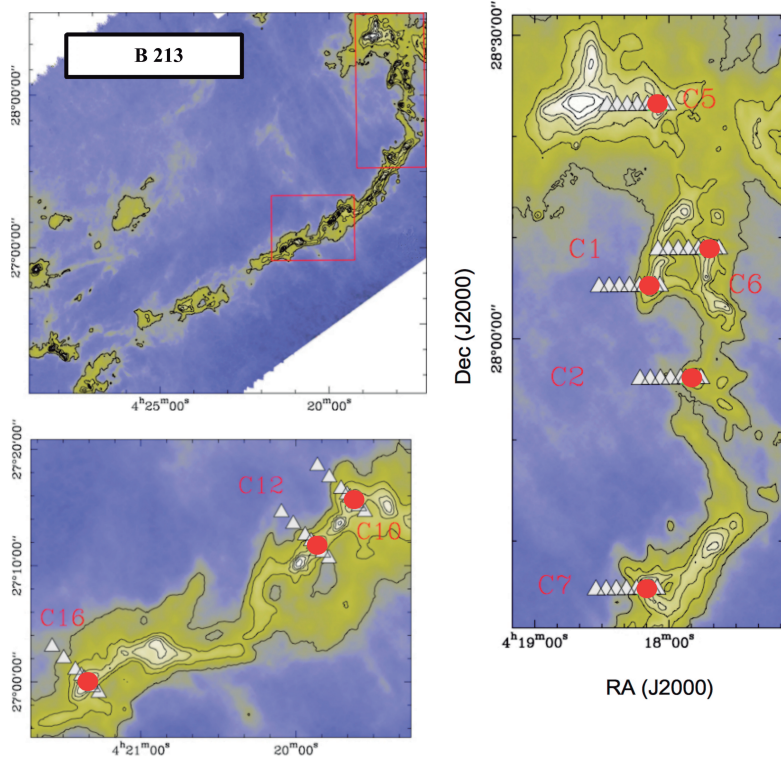 B 213
28°00'00"
27°00'00"
4ʰ25ᵐ00ˢ
20ᵐ00ˢ
27°20'00"
27°10'00"
27°00'00"
C12
C10
C16
4ʰ21ᵐ00ˢ
20ᵐ00ˢ
28°30'00"
28°00'00"
Dec (J2000)
C5
C1
C6
C2
C7
4ʰ19ᵐ00ˢ
18ᵐ00ˢ
RA (J2000)